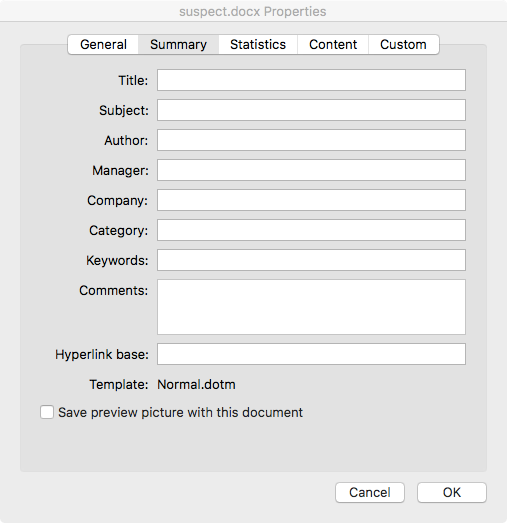 suspect.docx Properties
General Summary Statistics Content Custom
Title:
Subject:
Author:
Manager:
Company:
Category:
Keywords:
Comments:
Hyperlink base:
Template: Normal.dotm
Save preview picture with this document
Cancel OK